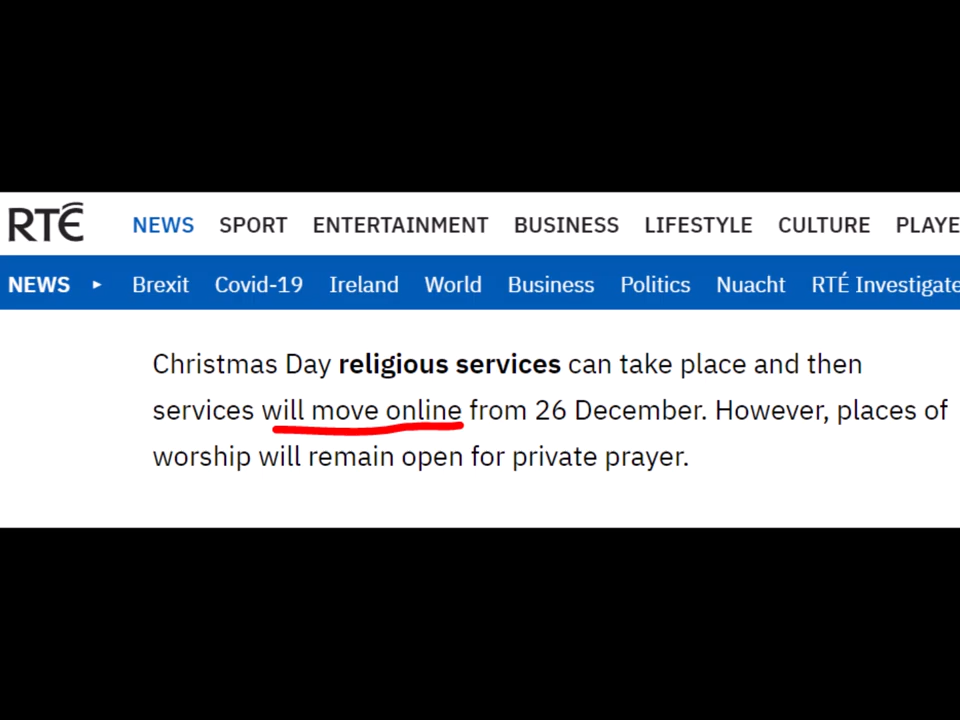 RTÉ NEWS SPORT ENTERTAINMENT BUSINESS LIFESTYLE CULTURE PLAYE
NEWS ▸ Brexit Covid-19 Ireland World Business Politics Nuacht RTÉ Investigate
Christmas Day religious services can take place and then
services will move online from 26 December. However, places of
worship will remain open for private prayer.